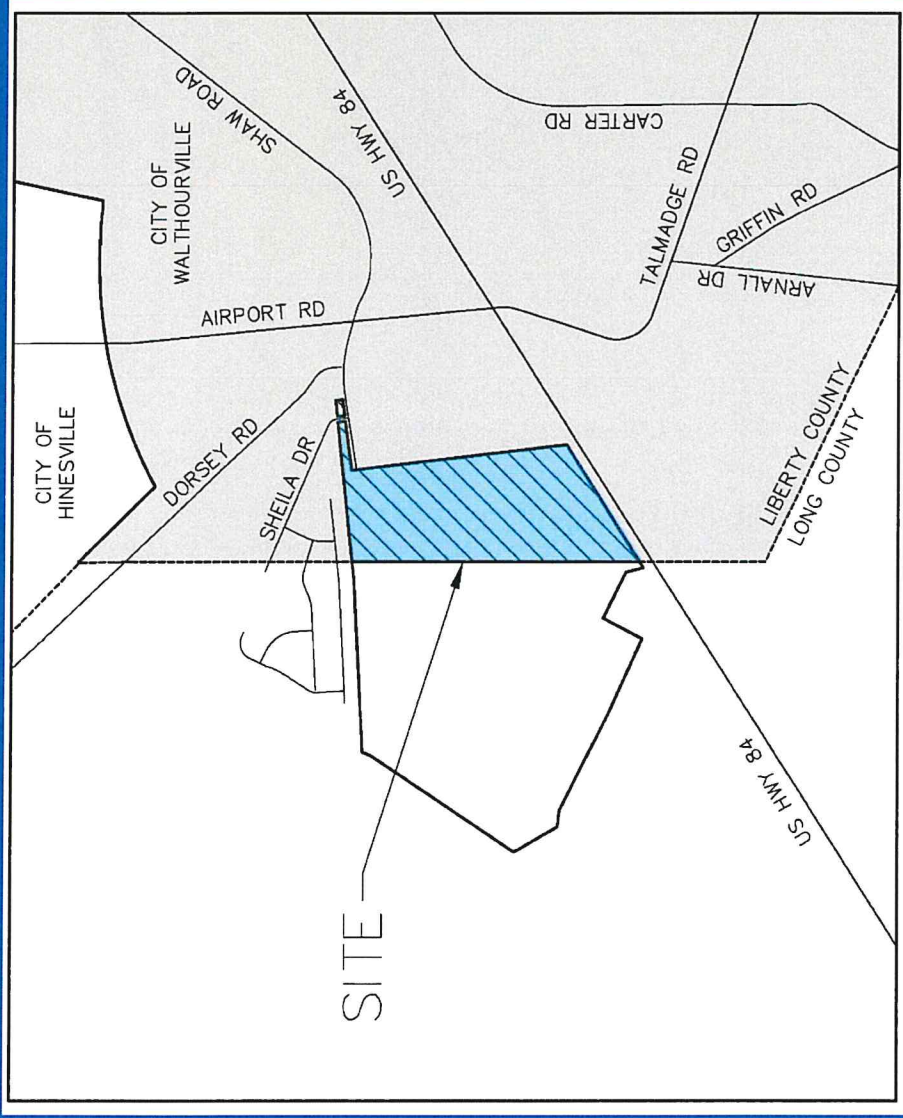 CITY OF
HINESVILLE
CITY OF
WALTHOURVILLE
SHAW ROAD
US HWY 84
CARTER RD
AIRPORT RD
TALMADGE RD
GRIFFIN RD
ARNALL DR
DORSEY RD
SHEILA DR
LIBERTY COUNTY
LONG COUNTY
US HWY 84
SITE